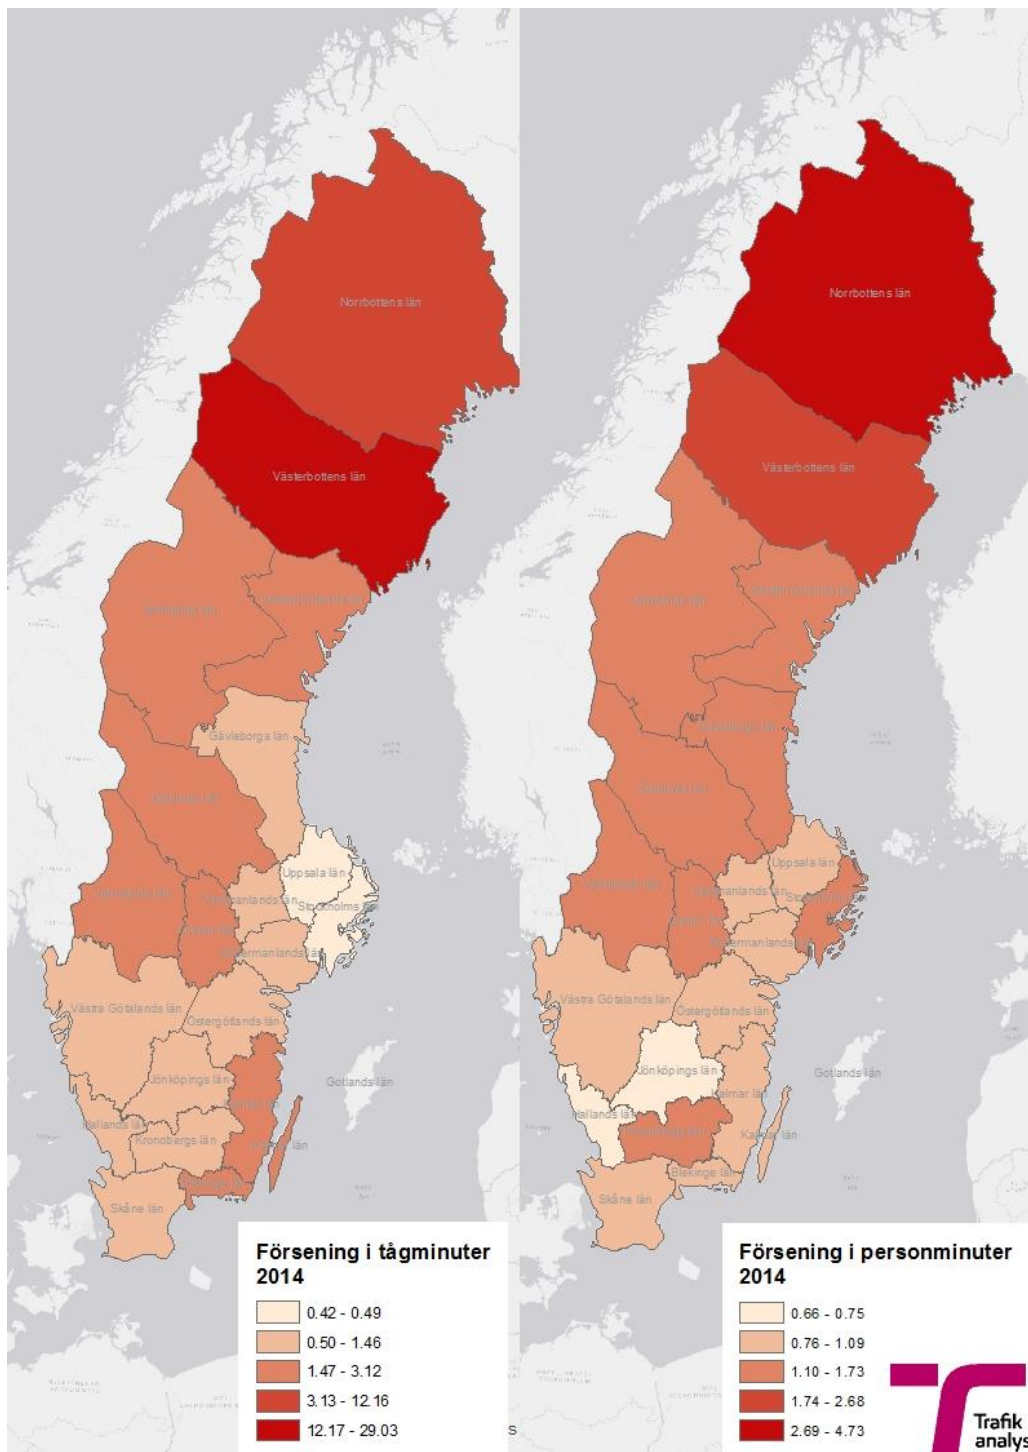 Norrbottens län
Västerbottens län
Gävleborgs län
Uppsala län
Stockholms län
Västra Götalands län
Östergötlands län
Jönköpings län
Gotlands län
Hallands län
Kronobergs län
Kalmar län
Skåne län
Försening i tågminuter
2014
0.42 - 0.49
0.50 - 1.46
1.47 - 3.12
3.13 - 12.16
12.17 - 29.03
Norrbottens län
Västerbottens län
Uppsala län
Stockholms län
Västra Götalands län
Östergötlands län
Jönköpings län
Gotlands län
Kalmar län
Hallands län
Kalmar län
Blekinge län
Skåne län
Försening i personminuter
2014
0.66 - 0.75
0.76 - 1.09
1.10 - 1.73
1.74 - 2.68
2.69 - 4.73
Trafik
analys